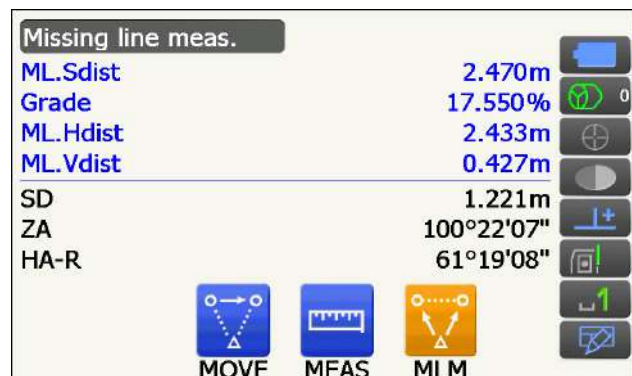 Missing line meas.
ML.Sdist 2.470m
Grade 17.550% 0
ML.Hdist 2.433m
ML.Vdist 0.427m
SD 1.221m
ZA 100°22'07"
HA-R 61°19'08"
1
MOVE MEAS MLM